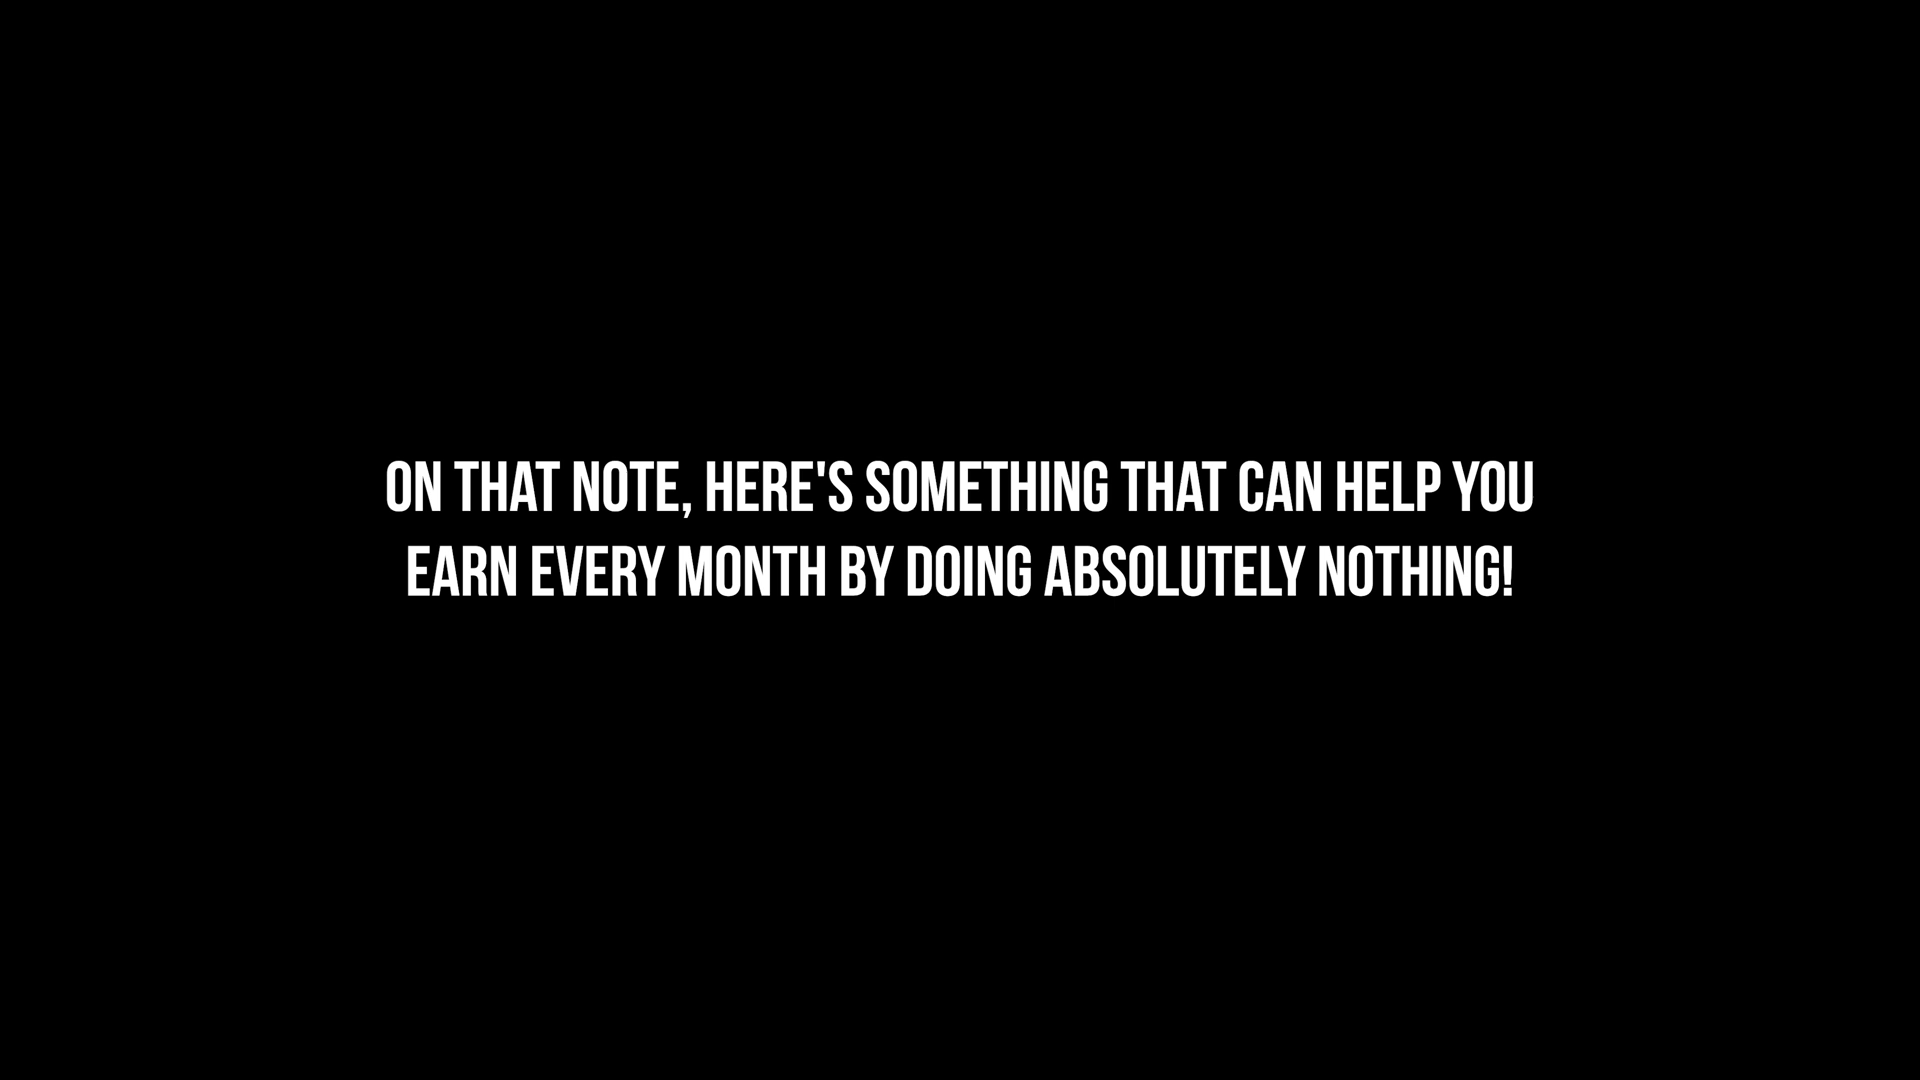 ON THAT NOTE, HERE'S SOMETHING THAT CAN HELP YOU
EARN EVERY MONTH BY DOING ABSOLUTELY NOTHING!